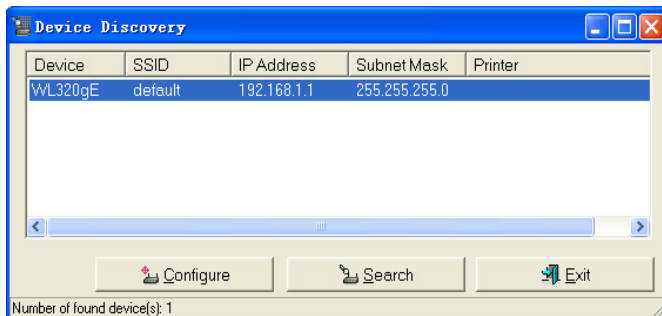 Device Discovery
Device SSID IP Address Subnet Mask Printer
WL320gE default 192.168.1.1 255.255.255.0
Configure Search Exit
Number of found device(s): 1